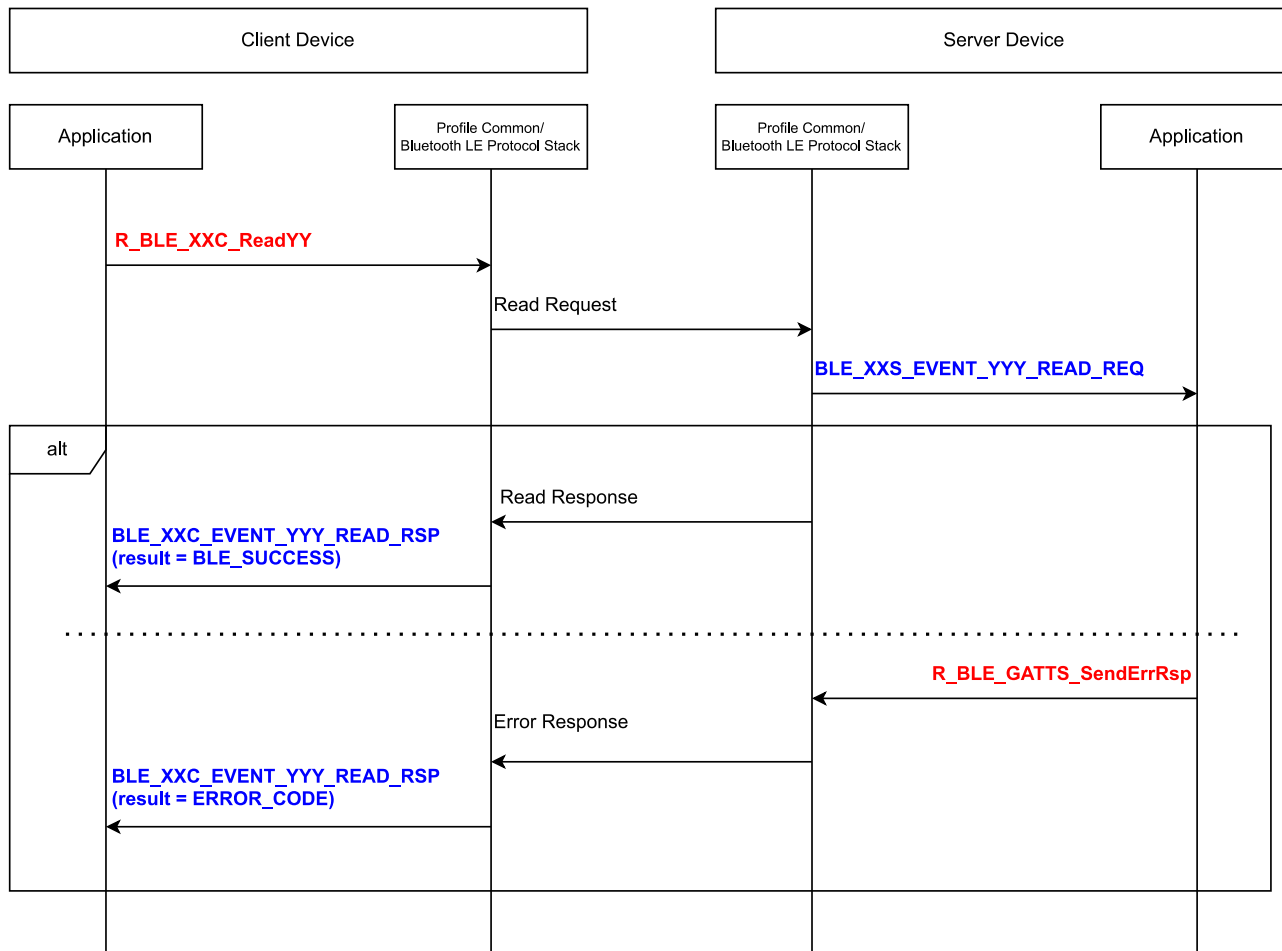 Client Device
Server Device
Application
Profile Common/
Bluetooth LE Protocol Stack
Profile Common/
Bluetooth LE Protocol Stack
Application
R_BLE_XXC_ReadYY
Read Request
BLE_XXS_EVENT_YYY_READ_REQ
alt
Read Response
BLE_XXC_EVENT_YYY_READ_RSP
(result = BLE_SUCCESS)
R_BLE_GATTS_SendErrRsp
Error Response
BLE_XXC_EVENT_YYY_READ_RSP
(result = ERROR_CODE)